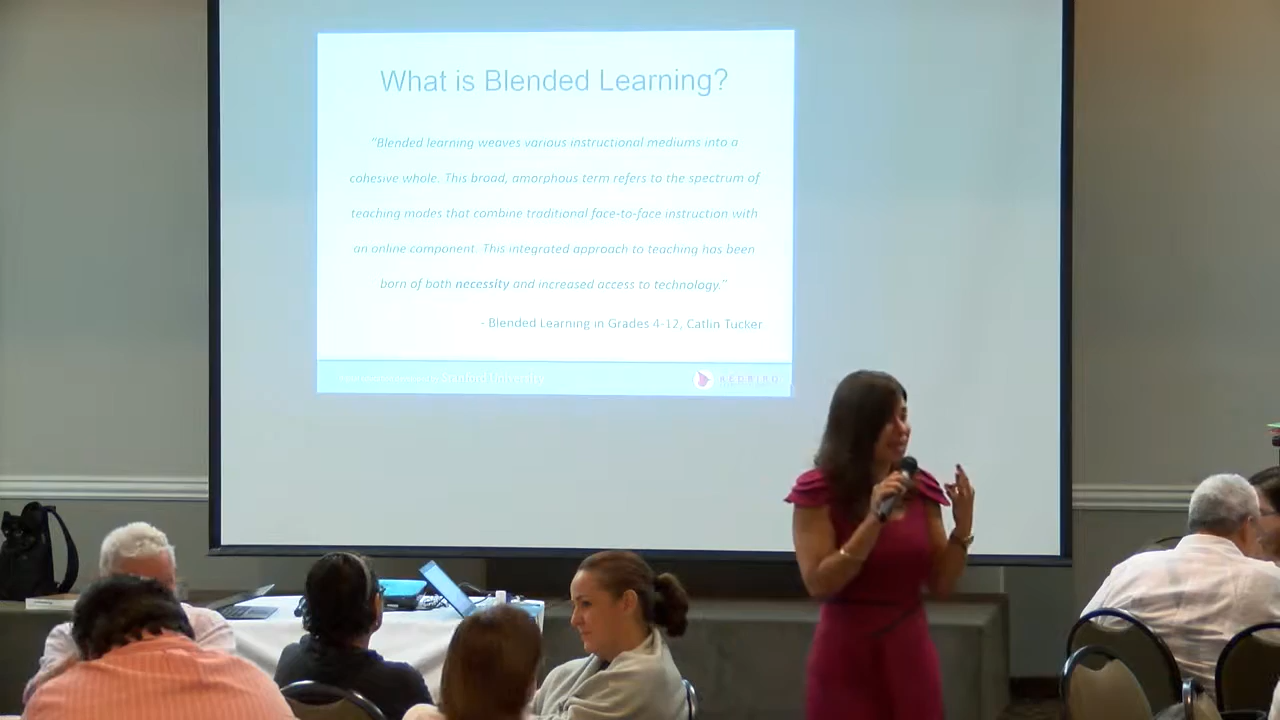 What is Blended Learning?
“Blended learning weaves various instructional mediums into a
cohesive whole. This broad, amorphous term refers to the spectrum of
teaching modes that combine traditional face-to-face instruction with
an online component. This integrated approach to teaching has been
born of both necessity and increased access to technology.”
- Blended Learning in Grades 4-12, Catlin Tucker
Stanford University
REDBIRD